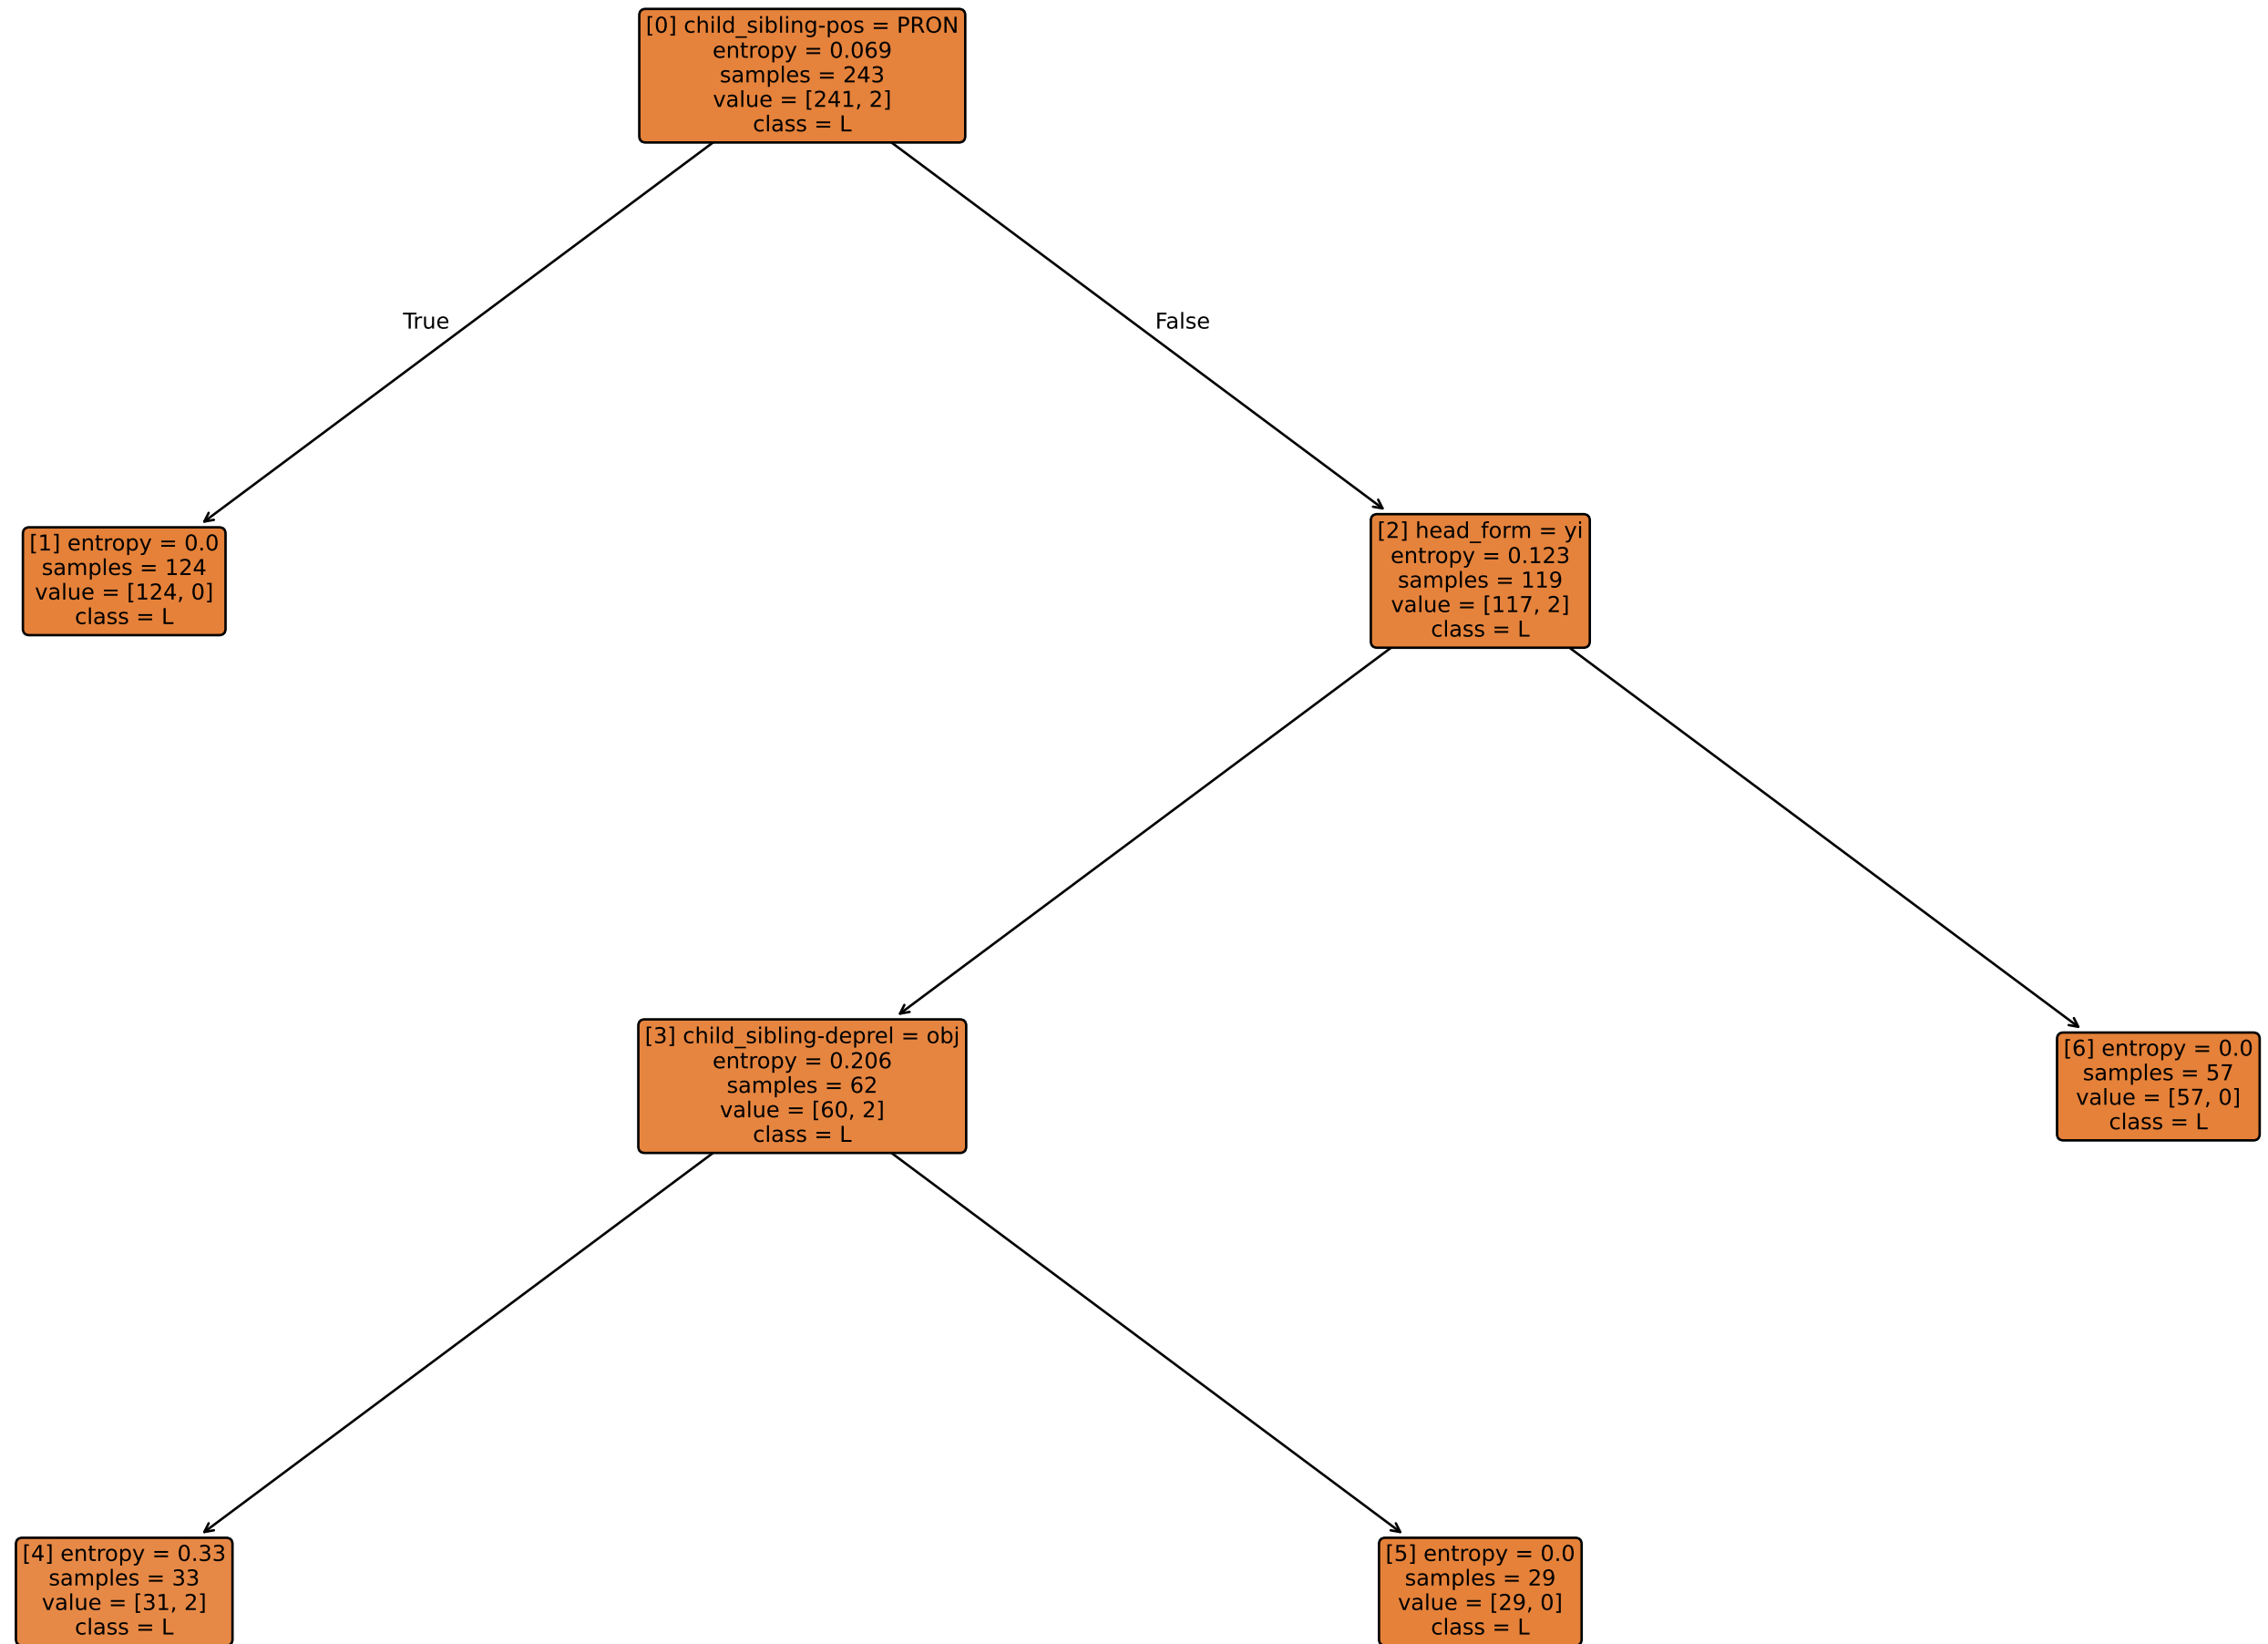 [0] child_sibling-pos = PRON
entropy = 0.069
samples = 243
value = [241, 2]
class = L
True
False
[1] entropy = 0.0
samples = 124
value = [124, 0]
class = L
[2] head_form = yi
entropy = 0.123
samples = 119
value = [117, 2]
class = L
[3] child_sibling-deprel = obj
entropy = 0.206
samples = 62
value = [60, 2]
class = L
[6] entropy = 0.0
samples = 57
value = [57, 0]
class = L
[4] entropy = 0.33
samples = 33
value = [31, 2]
class = L
[5] entropy = 0.0
samples = 29
value = [29, 0]
class = L